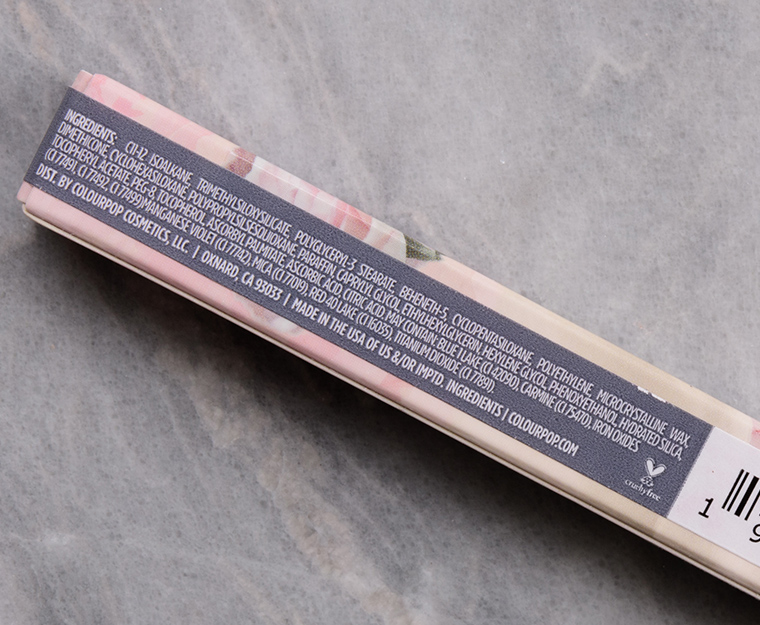 INGREDIENTS: C11-12, ISOALKANE, TRIMETHYLSILOXYSILICATE, POLYGLYCERYL-3 STEARATE, BEHENETH-5, CYCLOPENTASILOXANE, POLYETHYLENE, MICROCRYSTALLINE WAX,
DIMETHICONE, CYCLOHEXASILOXANE, POLYPROPYLSILSESQUIOXANE, PARAFFIN, CAPRYLYL GLYCOL, ETHYLHEXYLGLYCERIN, HEXYLENE GLYCOL, PHENOXYETHANOL, HYDRATED SILICA,
TOCOPHERYL ACETATE, PEG-8, TOCOPHEROL, ASCORBYL PALMITATE, ASCORBIC ACID, CITRIC ACID. MAY CONTAIN: BLUE 1 LAKE (CI 42090), CARMINE (CI 75470), IRON OXIDES
(CI 77491, CI 77492, CI 77499) MANGANESE VIOLET (CI 77742), MICA (CI 77019), RED 40 LAKE (CI 16035), TITANIUM DIOXIDE (CI 77891)
DIST. BY COLOURPOP COSMETICS, LLC. | OXNARD, CA 93033 | MADE IN THE USA OF US &/OR IMPTD. INGREDIENTS | COLOURPOP.COM
cruelty free
1 9